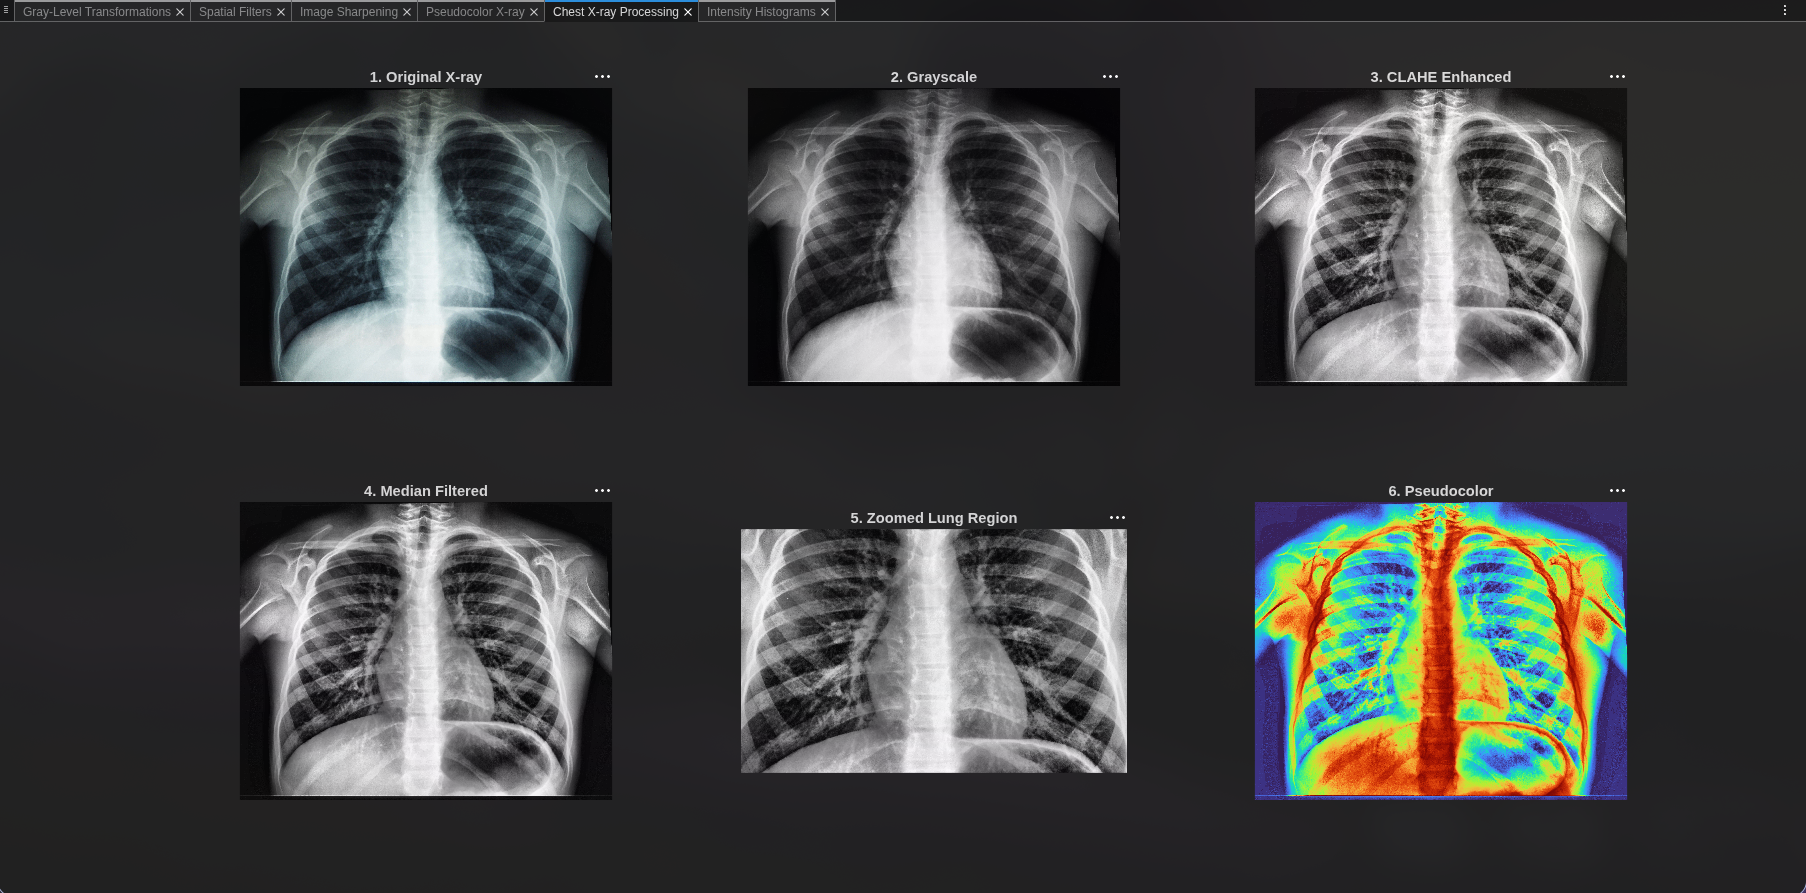 Gray-Level Transformations
Spatial Filters
Image Sharpening
Pseudocolor X-ray
Chest X-ray Processing
Intensity Histograms
1. Original X-ray
2. Grayscale
3. CLAHE Enhanced
4. Median Filtered
5. Zoomed Lung Region
6. Pseudocolor